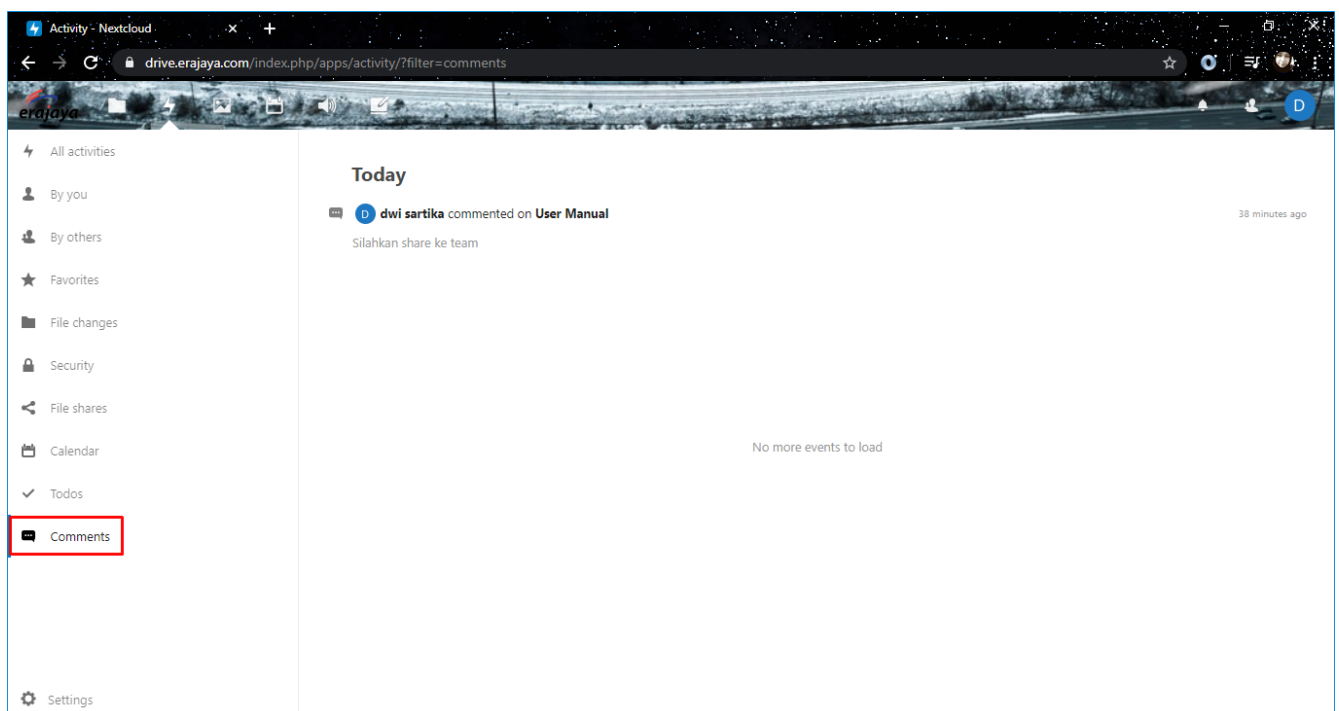 Activity - Nextcloud
drive.erajaya.com/index.php/apps/activity/?filter=comments
erajaya
D
All activities
By you
By others
Favorites
File changes
Security
File shares
Calendar
Todos
Comments
Settings
Today
D dwi sartika commented on User Manual
38 minutes ago
Silahkan share ke team
No more events to load